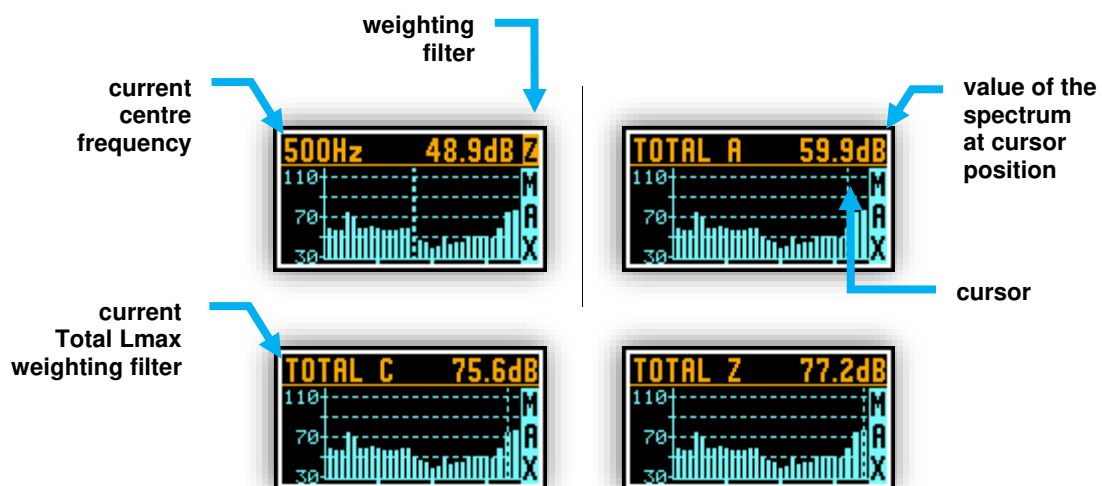 weighting
filter
current
centre
frequency
value of the
spectrum
at cursor
position
500Hz 48.9dB Z
110
70
30
M
A
X
TOTAL A 59.9dB
110
70
30
M
A
X
cursor
current
Total Lmax
weighting filter
TOTAL C 75.6dB
110
70
30
M
A
X
TOTAL Z 77.2dB
110
70
30
M
A
X